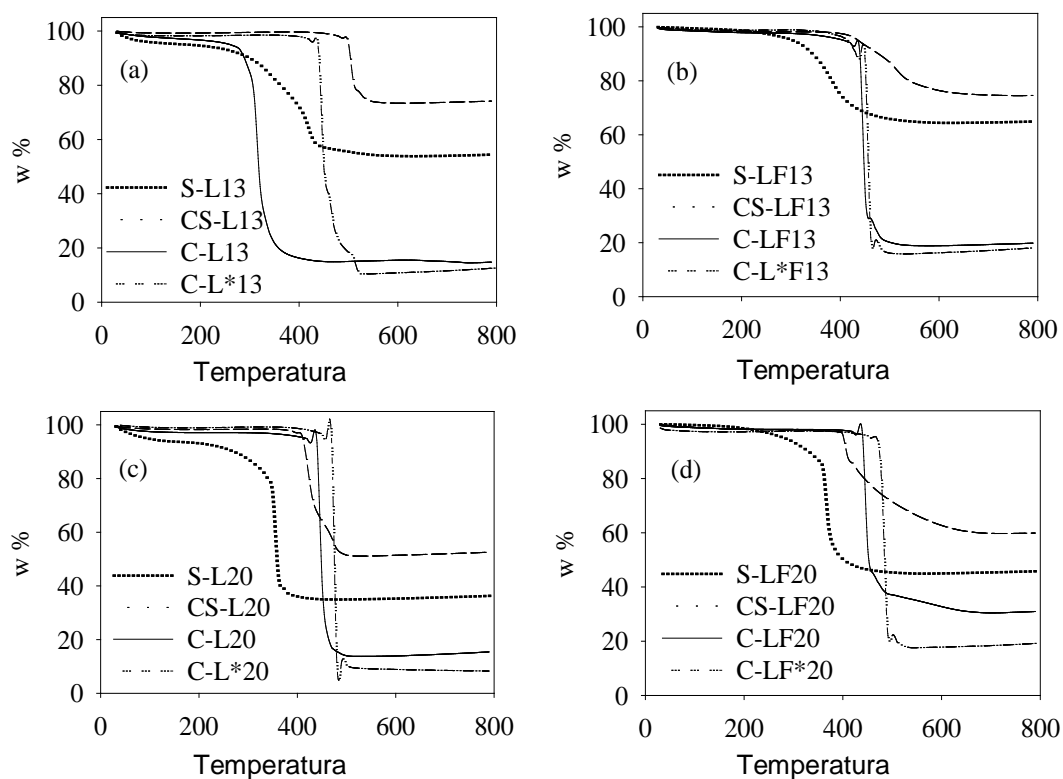 (a)
w %
100
80
60
40
20
0
S-L13
CS-L13
C-L13
C-L*13
0 200 400 600 800
Temperatura
(b)
w %
100
80
60
40
20
0
S-LF13
CS-LF13
C-LF13
C-L*F13
0 200 400 600 800
Temperatura
(c)
w %
100
80
60
40
20
0
S-L20
CS-L20
C-L20
C-L*20
0 200 400 600 800
Temperatura
(d)
w %
100
80
60
40
20
0
S-LF20
CS-LF20
C-LF20
C-LF*20
0 200 400 600 800
Temperatura